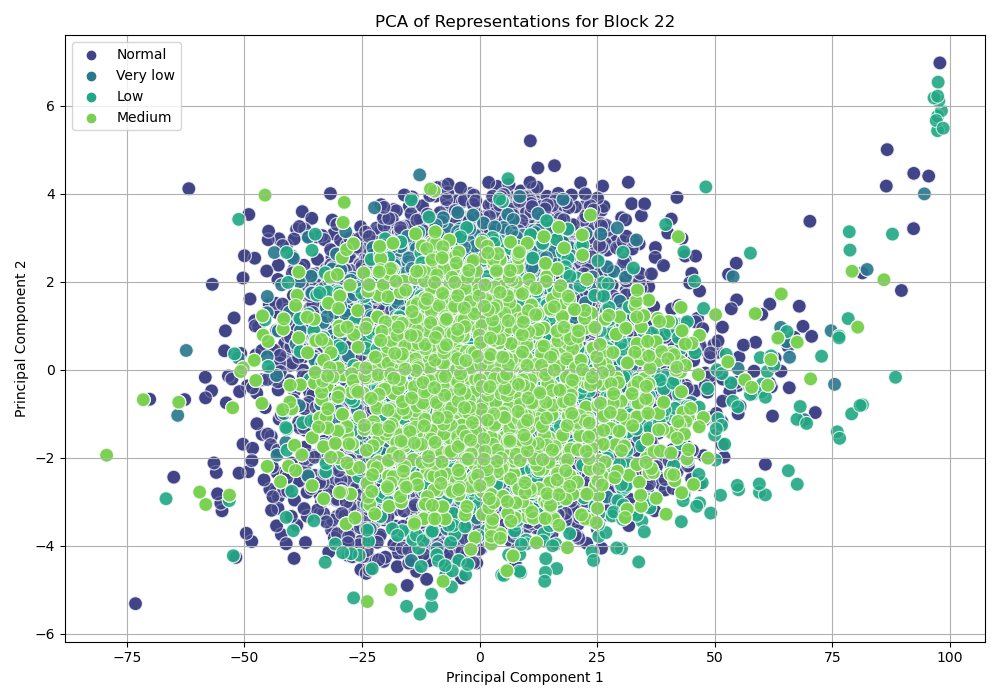 PCA of Representations for Block 22
Normal
Very low
Low
Medium
Principal Component 2
6
4
2
0
−2
−4
−6
−75
−50
−25
0
25
50
75
100
Principal Component 1